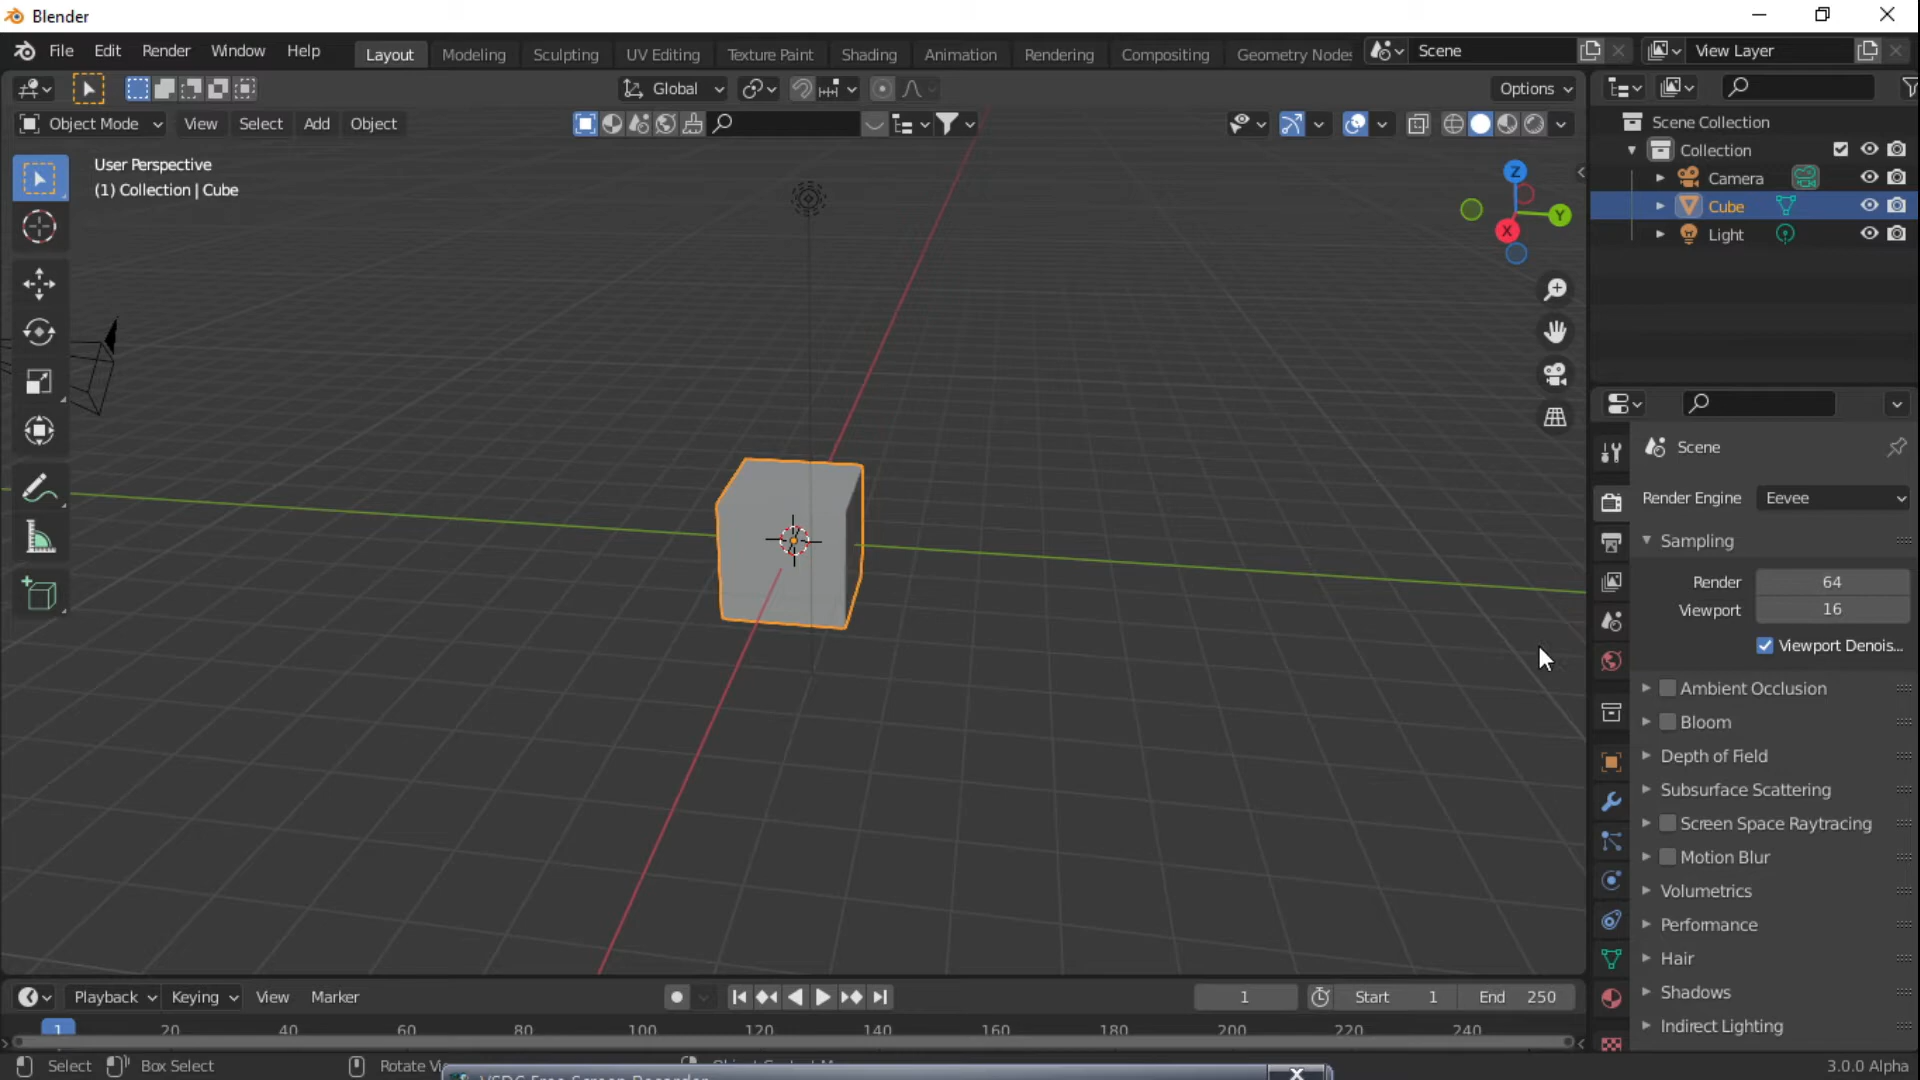 Blender
File Edit Render Window Help Layout Modeling Sculpting UV Editing Texture Paint Shading Animation Rendering Compositing Geometry Nodes Scene View Layer
Global Options
Object Mode View Select Add Object
User Perspective
(1) Collection | Cube
Z
Y
X
Scene Collection
Collection
Camera
Cube
Light
Scene
Render Engine Eevee
Sampling
Render 64
Viewport 16
Viewport Denois...
Ambient Occlusion
Bloom
Depth of Field
Subsurface Scattering
Screen Space Raytracing
Motion Blur
Volumetrics
Performance
Hair
Shadows
Indirect Lighting
Playback Keying View Marker 1 Start 1 End 250
1 20 40 60 80 100 120 140 160 180 200 220 240
Select Box Select Rotate 3.0.0 Alpha
VSDC Free Screen Recorder